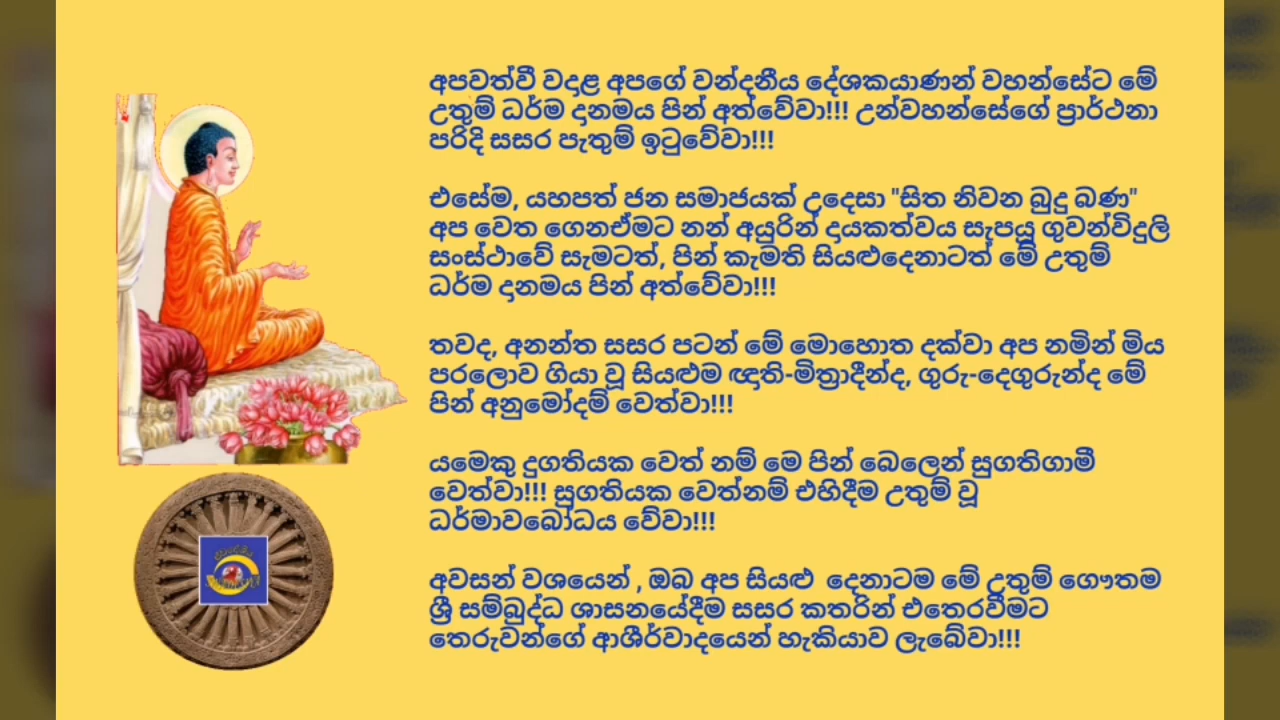 අපවත්වී වදාළ අපගේ වන්දනීය දේශකයාණන් වහන්සේට මේ
උතුම් ධර්ම දානමය පින් අත්වේවා!!! උන්වහන්සේගේ ප්‍රාර්ථනා
පරිදි සසර පැතුම් ඉටුවේවා!!!
එසේම, යහපත් ජන සමාජයක් උදෙසා "සිත නිවන බුදු බණ"
අප වෙත ගෙනඒමට නන් අයුරින් දායකත්වය සැපයූ ගුවන්විදුලි
සංස්ථාවේ සැමටත්, පින් කැමති සියළුදෙනාටත් මේ උතුම්
ධර්ම දානමය පින් අත්වේවා!!!
තවද, අනන්ත සසර පටන් මේ මොහොත දක්වා අප නමින් මිය
පරලොව ගියා වූ සියළුම ඥාති-මිත්‍රාදීන්ද, ගුරු-දෙගුරුන්ද මේ
පින් අනුමෝදම් වෙත්වා!!!
යමෙකු දුගතියක වෙත් නම් මෙ පින් බෙලෙන් සුගතිගාමී
වෙත්වා!!! සුගතියක වෙත්නම් එහිදීම උතුම් වූ
ධර්මාවබෝධය වේවා!!!
අවසන් වශයෙන් , ඔබ අප සියළු දෙනාටම මේ උතුම් ගෞතම
ශ්‍රී සම්බුද්ධ ශාසනයේදීම සසර කතරින් එතෙරවීමට
තෙරුවන්ගේ ආශීර්වාදයෙන් හැකියාව ලැබේවා!!!